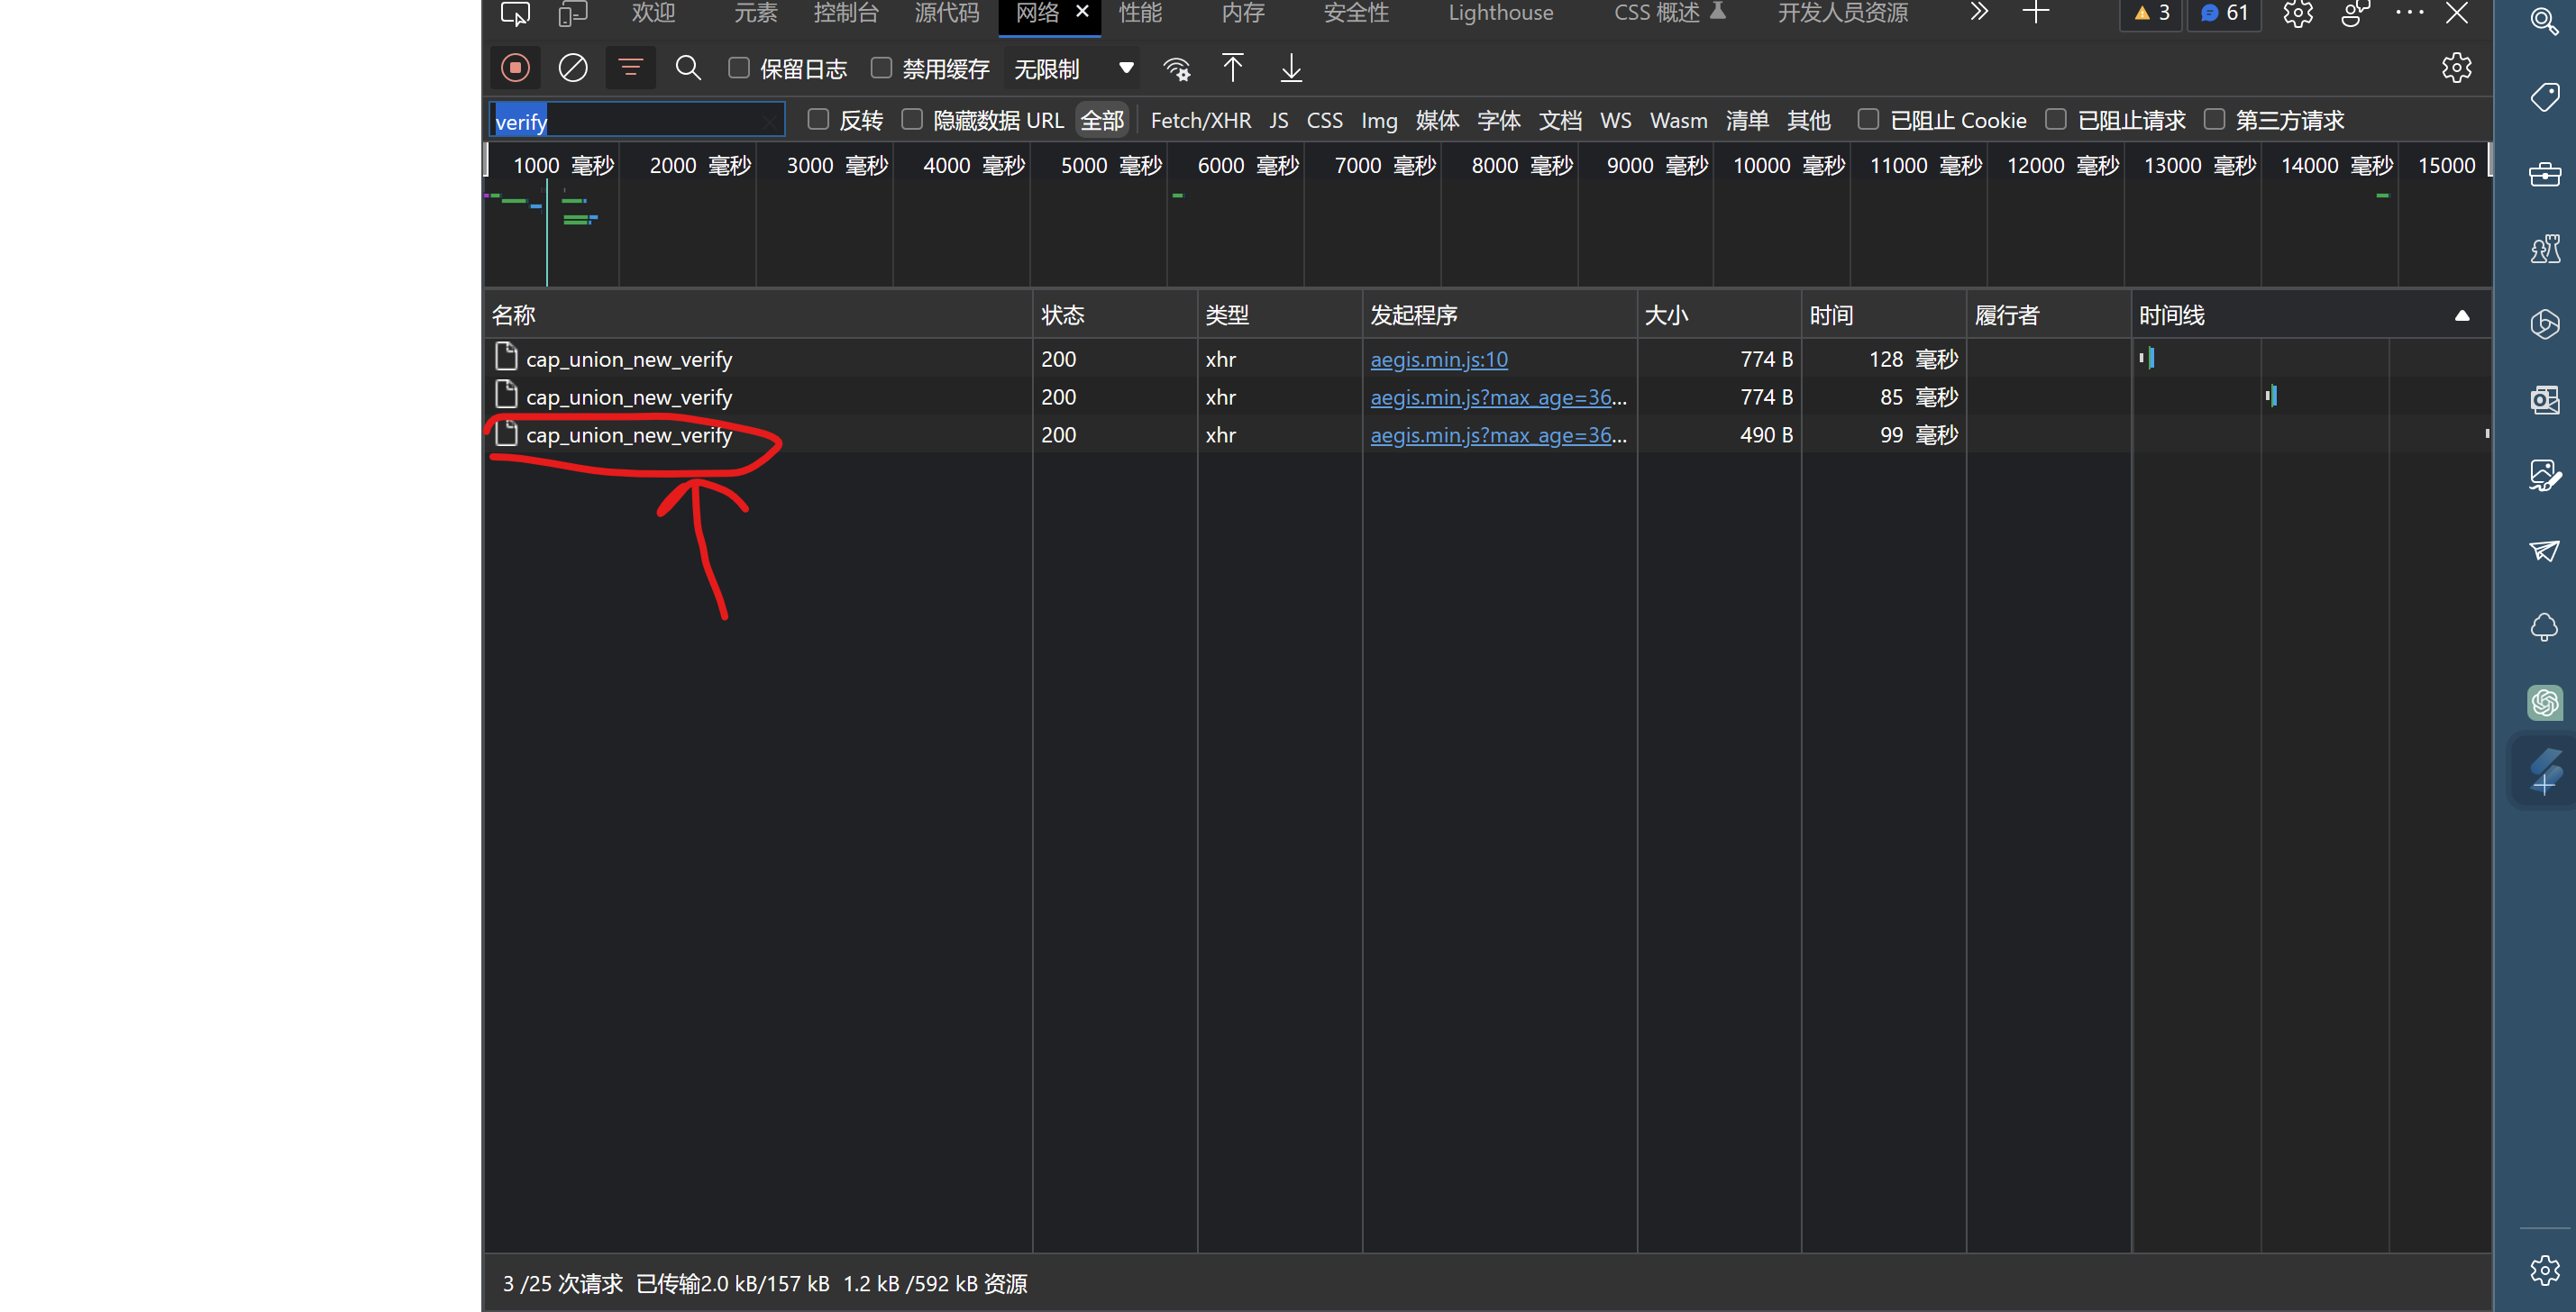 欢迎 元素 控制台 源代码 网络 性能 内存 安全性 Lighthouse CSS 概述 开发人员资源 3 61
保留日志 禁用缓存 无限制
verify 反转 隐藏数据 URL 全部 Fetch/XHR JS CSS Img 媒体 字体 文档 WS Wasm 清单 其他 已阻止 Cookie 已阻止请求 第三方请求
1000 毫秒 2000 毫秒 3000 毫秒 4000 毫秒 5000 毫秒 6000 毫秒 7000 毫秒 8000 毫秒 9000 毫秒 10000 毫秒 11000 毫秒 12000 毫秒 13000 毫秒 14000 毫秒 15000
名称 状态 类型 发起程序 大小 时间 履行者 时间线
cap_union_new_verify 200 xhr aegis.min.js:10 774 B 128 毫秒
cap_union_new_verify 200 xhr aegis.min.js?max_age=36... 774 B 85 毫秒
cap_union_new_verify 200 xhr aegis.min.js?max_age=36... 490 B 99 毫秒
3 /25 次请求 已传输2.0 kB/157 kB 1.2 kB /592 kB 资源